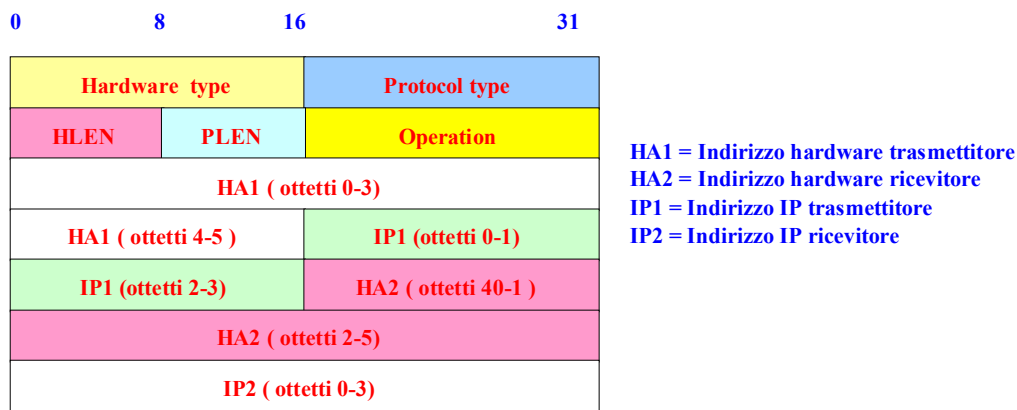 0 8 16 31
Hardware type Protocol type
HLEN PLEN Operation
HA1 ( ottetti 0-3)
HA1 ( ottetti 4-5 ) IP1 (ottetti 0-1)
IP1 (ottetti 2-3) HA2 ( ottetti 40-1 )
HA2 ( ottetti 2-5)
IP2 ( ottetti 0-3)
HA1 = Indirizzo hardware trasmettitore
HA2 = Indirizzo hardware ricevitore
IP1 = Indirizzo IP trasmettitore
IP2 = Indirizzo IP ricevitore